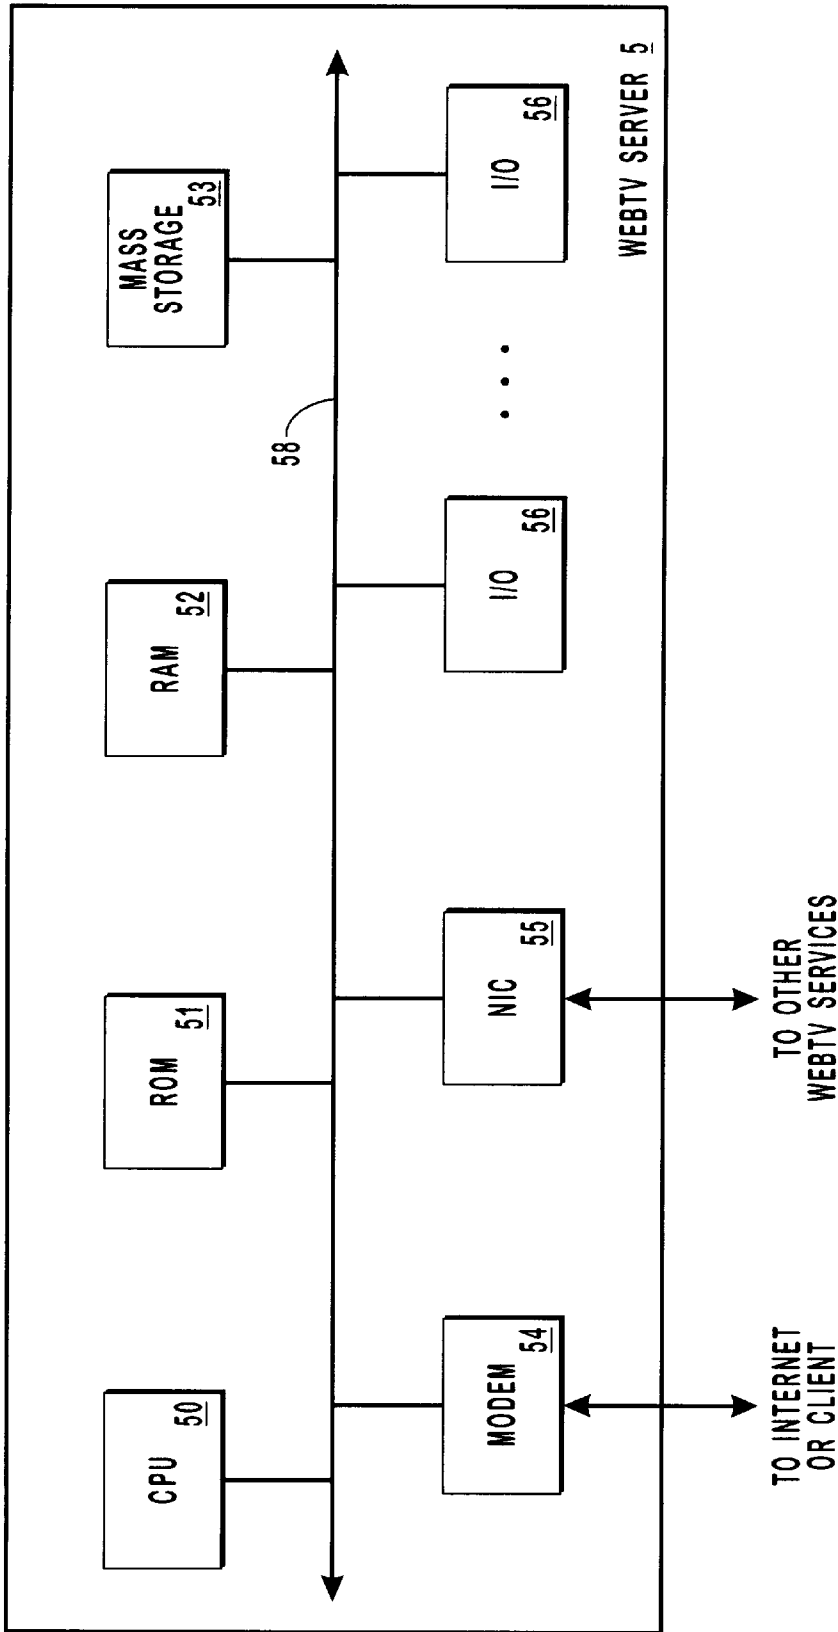 CPU
50
ROM
51
RAM
52
MASS
STORAGE
53
58
MODEM
54
NIC
55
I/O
56
. . .
I/O
56
WEBTV SERVER 5
TO INTERNET
OR CLIENT
TO OTHER
WEBTV SERVICES